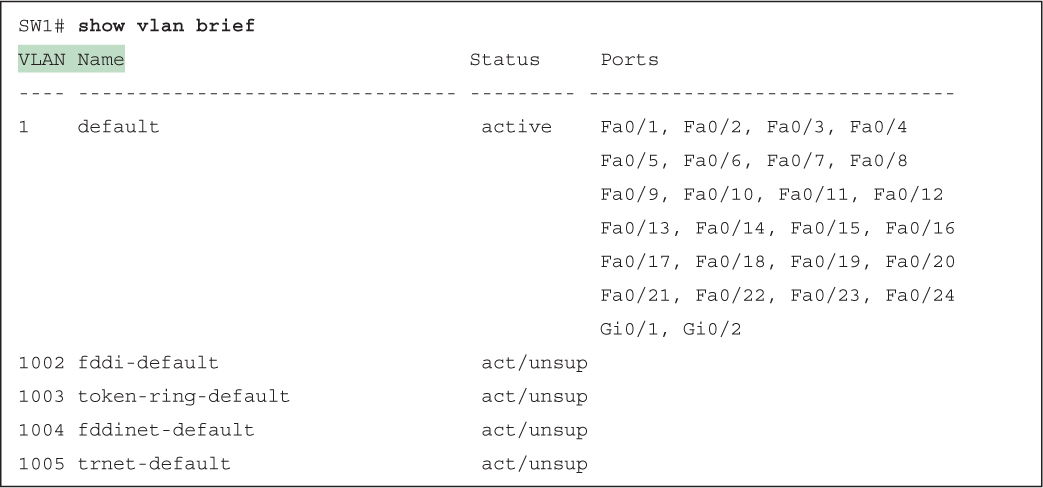 SW1# show vlan brief
VLAN Name                             Status    Ports
---- -------------------------------- --------- -------------------------------
1    default                          active    Fa0/1, Fa0/2, Fa0/3, Fa0/4
                                                Fa0/5, Fa0/6, Fa0/7, Fa0/8
                                                Fa0/9, Fa0/10, Fa0/11, Fa0/12
                                                Fa0/13, Fa0/14, Fa0/15, Fa0/16
                                                Fa0/17, Fa0/18, Fa0/19, Fa0/20
                                                Fa0/21, Fa0/22, Fa0/23, Fa0/24
                                                Gi0/1, Gi0/2
1002 fddi-default                     act/unsup
1003 token-ring-default               act/unsup
1004 fddinet-default                  act/unsup
1005 trnet-default                    act/unsup